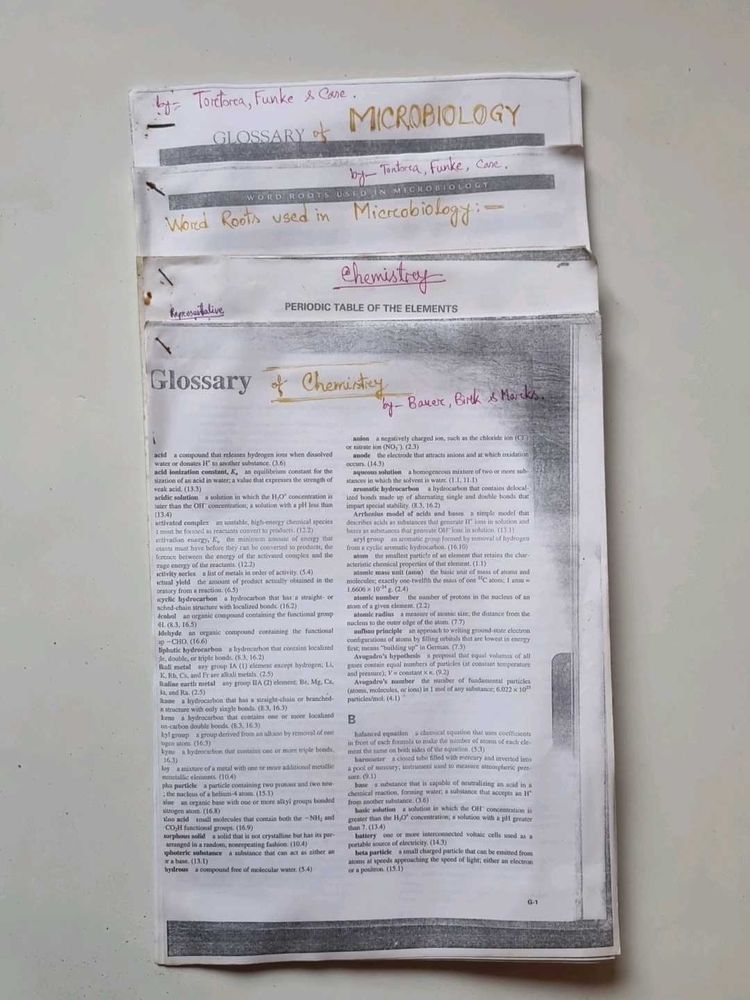 by:- Tortora, Funke & Case.
GLOSSARY of MICROBIOLOGY
by- Tortora, Funke, Case.
WORD ROOTS USED IN MICROBIOLOGY
Word Roots used in Microbiology:-
Chemistry
Representative
PERIODIC TABLE OF THE ELEMENTS
Glossary of Chemistry
by- Bauer, Birk & Marks.
acid a compound that releases hydrogen ions when dissolved
water or donates H⁺ to another substance. (3.6)
acid ionization constant, Kₐ an equilibrium constant for the
ization of an acid in water; a value that expresses the strength of
weak acid. (13.3)
acidic solution a solution in which the H₃O⁺ concentration is
ater than the OH⁻ concentration; a solution with a pH less than
(13.4)
activated complex an unstable, high-energy chemical species
t must be formed as reactants convert to products. (12.2)
ctivation energy, Eₐ the minimum amount of energy that
ctants must have before they can be converted to products; the
ference between the energy of the activated complex and the
rage energy of the reactants. (12.2)
ctivity series a list of metals in order of activity. (5.4)
ctual yield the amount of product actually obtained in the
oratory from a reaction. (6.5)
acyclic hydrocarbon a hydrocarbon that has a straight- or
nched-chain structure with localized bonds. (16.2)
lcohol an organic compound containing the functional group
H. (8.3, 16.5)
ldehyde an organic compound containing the functional
up –CHO. (16.6)
liphatic hydrocarbon a hydrocarbon that contains localized
gle, double, or triple bonds. (8.3, 16.2)
lkali metal any group IA (1) element except hydrogen; Li,
K, Rb, Cs, and Fr are alkali metals. (2.5)
lkaline earth metal any group IIA (2) element; Be, Mg, Ca,
ba, and Ra. (2.5)
lkane a hydrocarbon that has a straight-chain or branched-
n structure with only single bonds. (8.3, 16.3)
kene a hydrocarbon that contains one or more localized
on-carbon double bonds. (8.3, 16.3)
kyl group a group derived from an alkane by removal of one
rogen atom. (16.3)
kyne a hydrocarbon that contains one or more triple bonds.
16.3)
loy a metal with one or more additional metallic
nmetallic elements. (10.4)
pha particle a particle containing two protons and two neu-
; the nucleus of a helium-4 atom. (15.1)
mine an organic base with one or more alkyl groups bonded
nitrogen atom. (16.8)
mino acid small molecules that contain both the –NH₂ and
CO₂H functional groups. (16.9)
morphous solid a solid that is not crystalline but has its par-
arranged in a random, nonrepeating fashion. (10.4)
mphoteric substance a substance that can act as either an
or a base. (13.1)
hydrous a compound free of molecular water. (5.4)
anion a negatively charged ion, such as the chloride ion (Cl⁻)
or nitrate ion (NO₃⁻). (2.3)
anode the electrode that attracts anions and at which oxidation
occurs. (14.3)
aqueous solution a homogeneous mixture of two or more sub-
stances in which the solvent is water. (1.1, 11.1)
aromatic hydrocarbon a hydrocarbon that contains delocal-
ized bonds made up of alternating single and double bonds that
impart special stability. (8.3, 16.2)
Arrhenius model of acids and bases a simple model that
describes acids as substances that generate H⁺ ions in solution and
bases as substances that generate OH⁻ ions in solution. (13.1)
aryl group an aromatic group formed by removal of hydrogen
from a cyclic aromatic hydrocarbon. (16.10)
atom the smallest particle of an element that retains the char-
acteristic chemical properties of that element. (1.1)
atomic mass unit (amu) the basic unit of mass of atoms and
molecules; exactly one-twelfth the mass of one ¹²C atom; 1 amu =
1.6606 × 10⁻²⁴ g. (2.4)
atomic number the number of protons in the nucleus of an
atom of a given element. (2.2)
atomic radius a measure of atomic size; the distance from the
nucleus to the outer edge of the atom. (7.7)
aufbau principle an approach to writing ground-state electron
configurations of atoms by filling orbitals that are lowest in energy
first; means "building up" in German. (7.3)
Avogadro's hypothesis a proposal that equal volumes of all
gases contain equal numbers of particles (at constant temperature
and pressure); V = constant × n. (9.2)
Avogadro's number the number of fundamental particles
(atoms, molecules, or ions) in 1 mol of any substance; 6.022 × 10²³
particles/mol. (4.1)
B
balanced equation a chemical equation that uses coefficients
in front of each formula to make the number of atoms of each ele-
ment the same on both sides of the equation. (5.3)
barometer a closed tube filled with mercury and inverted into
a pool of mercury; instrument used to measure atmospheric pres-
sure. (9.1)
base a substance that is capable of neutralizing an acid in a
chemical reaction, forming water; a substance that accepts an H⁺
from another substance. (3.6)
basic solution a solution in which the OH⁻ concentration is
greater than the H₃O⁺ concentration; a solution with a pH greater
than 7. (13.4)
battery one or more interconnected voltaic cells used as a
portable source of electricity. (14.3)
beta particle a small charged particle that can be emitted from
atoms at speeds approaching the speed of light; either an electron
or a positron. (15.1)
G-1